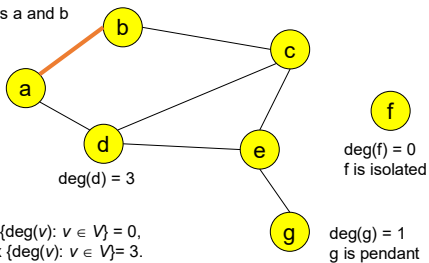 s a and b
b
c
a
f
d
e
deg(f) = 0
f is isolated
deg(d) = 3
g
{deg(v): v ∈ V} = 0,
{deg(v): v ∈ V}= 3.
deg(g) = 1
g is pendant